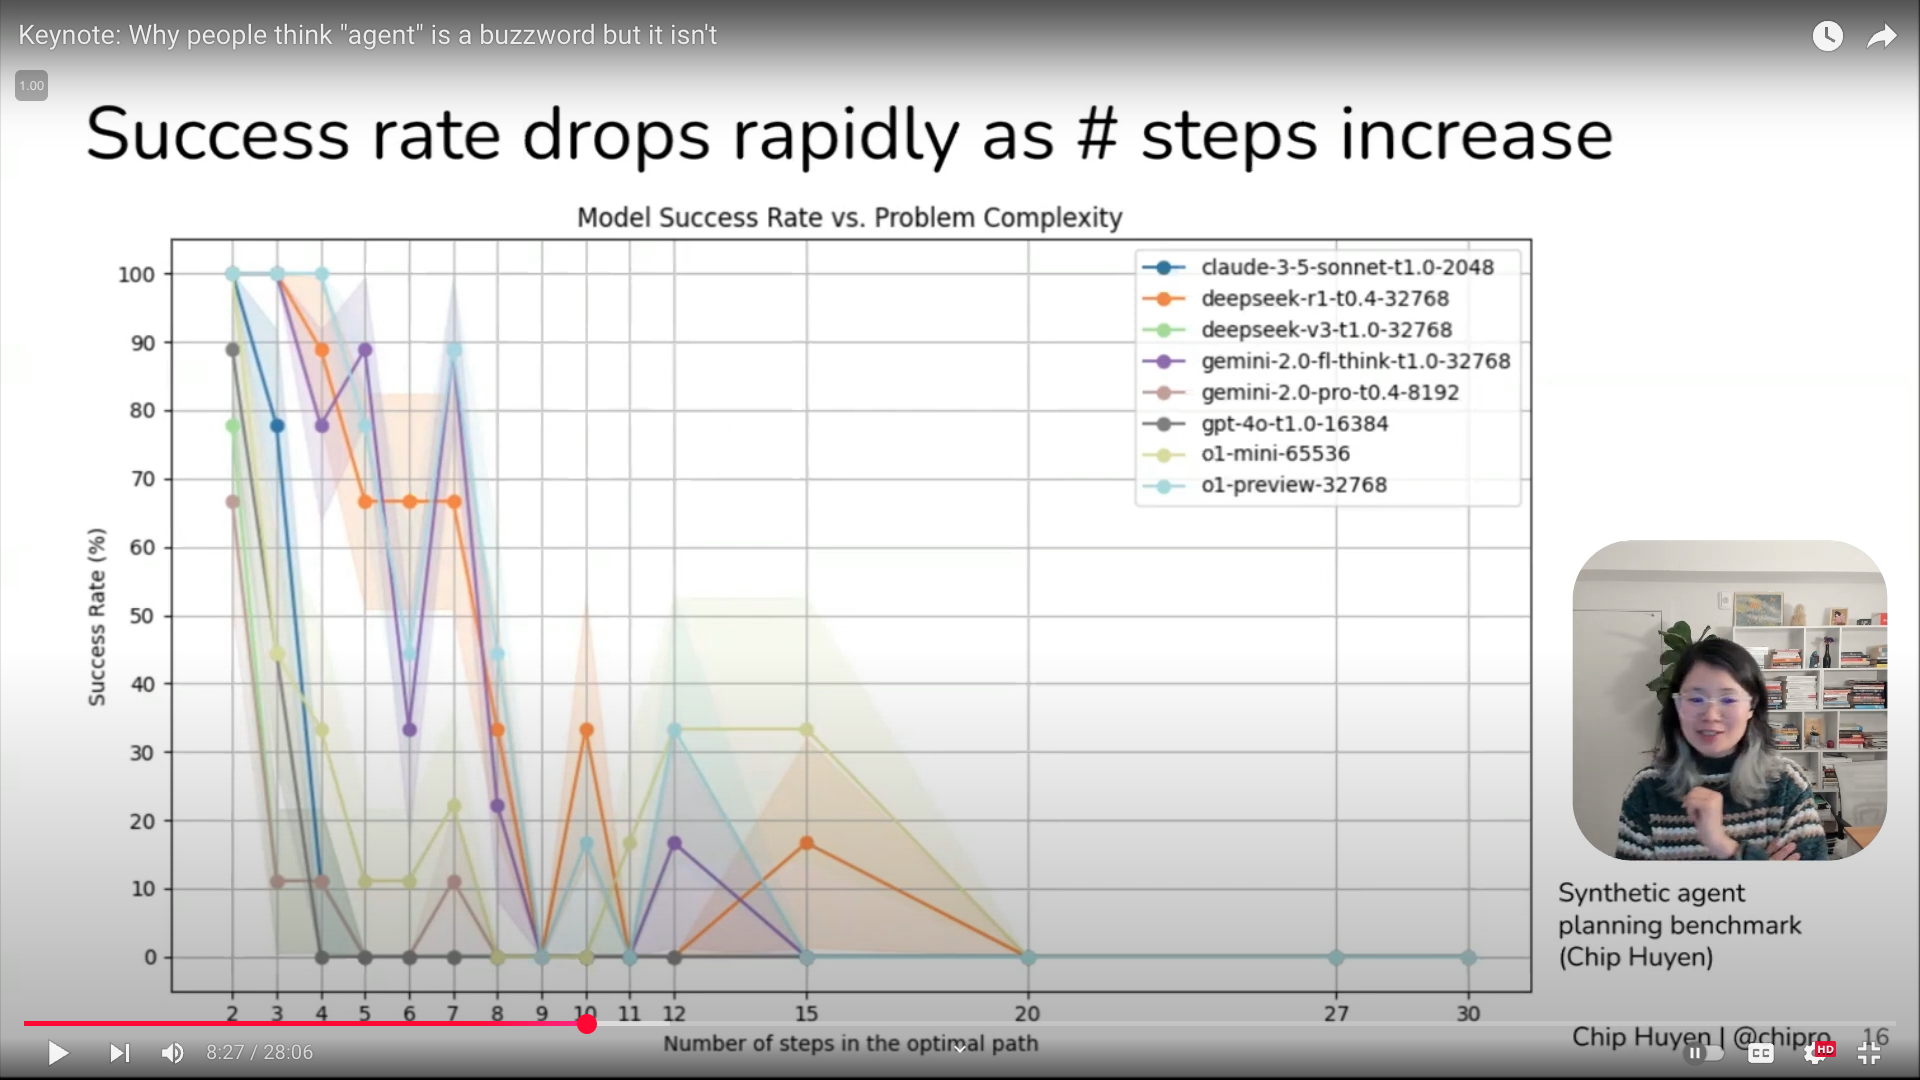 Keynote: Why people think "agent" is a buzzword but it isn't
1.00
Success rate drops rapidly as # steps increase
Model Success Rate vs. Problem Complexity
claude-3-5-sonnet-t1.0-2048
deepseek-r1-t0.4-32768
deepseek-v3-t1.0-32768
gemini-2.0-fl-think-t1.0-32768
gemini-2.0-pro-t0.4-8192
gpt-4o-t1.0-16384
o1-mini-65536
o1-preview-32768
Success Rate (%)
100
90
80
70
60
50
40
30
20
10
0
2 3 4 5 6 7 8 9 10 11 12 15 20 27 30
Number of steps in the optimal path
Synthetic agent
planning benchmark
(Chip Huyen)
Chip Huyen | @chipro 16
8:27 / 28:06
CC
HD